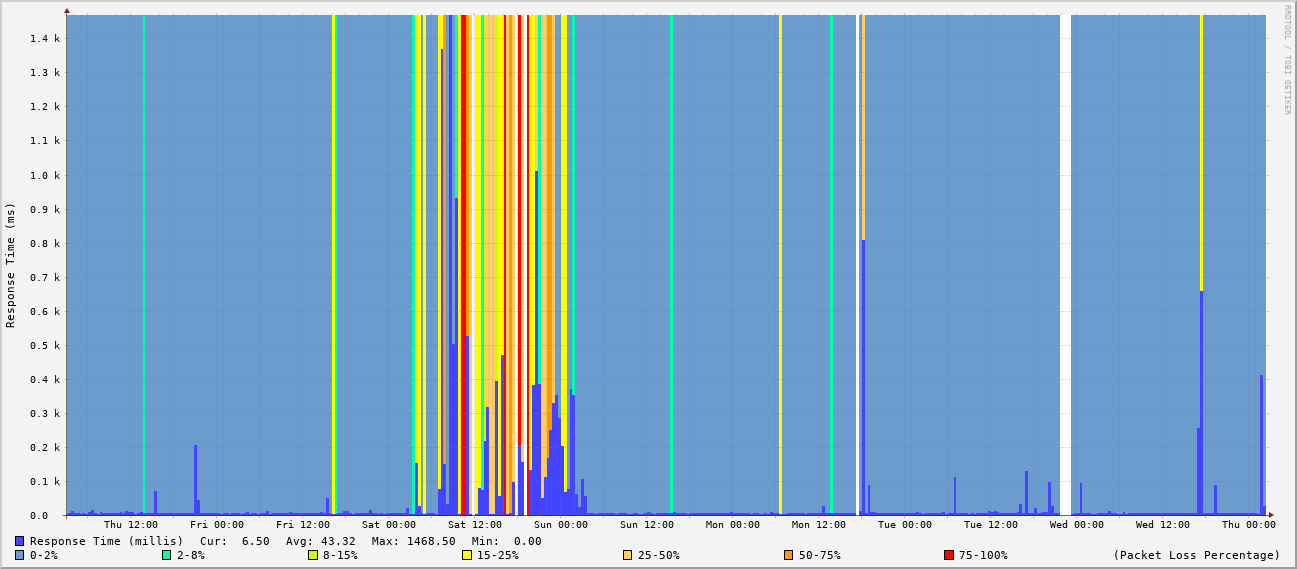 RRDTOOL / TOBI OETIKER
Response Time (ms)
1.4 k
1.3 k
1.2 k
1.1 k
1.0 k
0.9 k
0.8 k
0.7 k
0.6 k
0.5 k
0.4 k
0.3 k
0.2 k
0.1 k
0.0
Thu 12:00 Fri 00:00 Fri 12:00 Sat 00:00 Sat 12:00 Sun 00:00 Sun 12:00 Mon 00:00 Mon 12:00 Tue 00:00 Tue 12:00 Wed 00:00 Wed 12:00 Thu 00:00
Response Time (millis) Cur: 6.50 Avg: 43.32 Max: 1468.50 Min: 0.00
0-2% 2-8% 8-15% 15-25% 25-50% 50-75% 75-100% (Packet Loss Percentage)